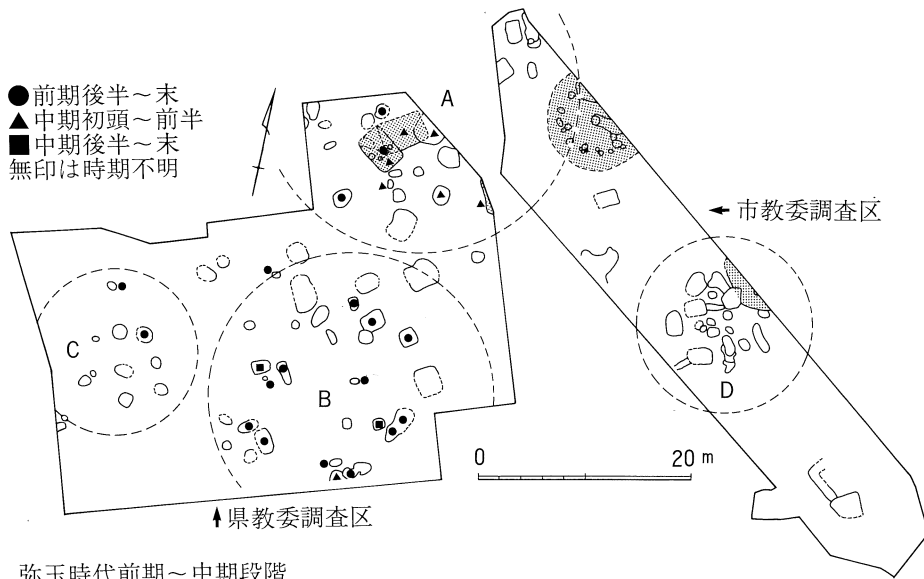 ●前期後半～末
▲中期初頭～前半
■中期後半～末
無印は時期不明
A
←市教委調査区
C
B
D
0 20 m
↑県教委調査区
弥玉時代前期～中期段階